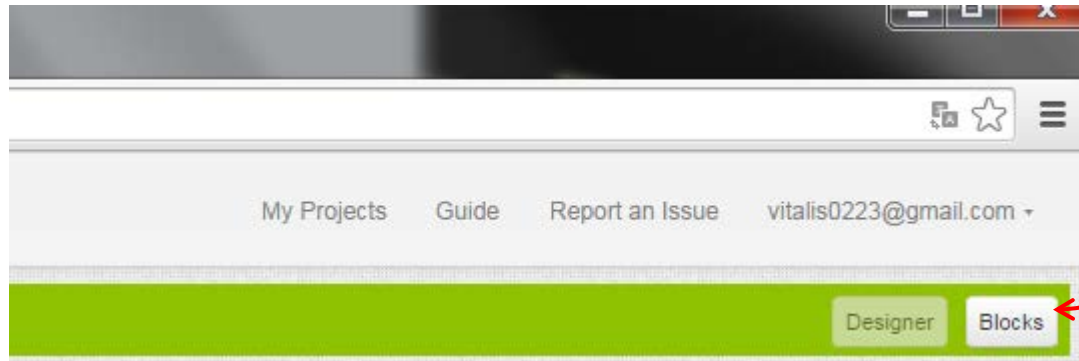 My Projects Guide Report an Issue vitalis0223@gmail.com
Designer Blocks